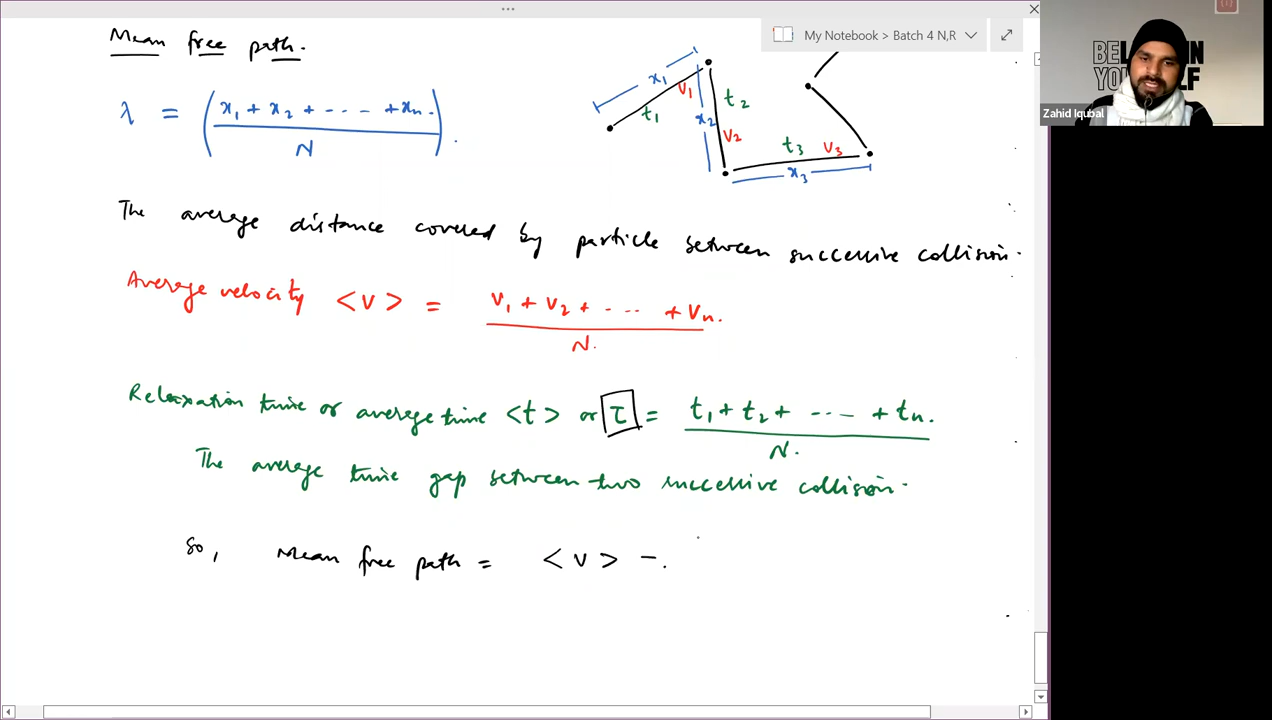 My Notebook > Batch 4 N,R
Mean free path.
λ = (x₁ + x₂ + ---- + xn. / N).
x₁ t₁ v₁ x₂ t₂ v₂ t₃ v₃ x₃
The average distance covered by particle between successive collision.
Average velocity <v> = v₁ + v₂ + ---- + vn. / N.
Relaxation time or average time <t> or τ = t₁ + t₂ + ---- + tn. / N.
The average time gap between two successive collision.
So, Mean free path = <v> -.
Zahid Iqubal